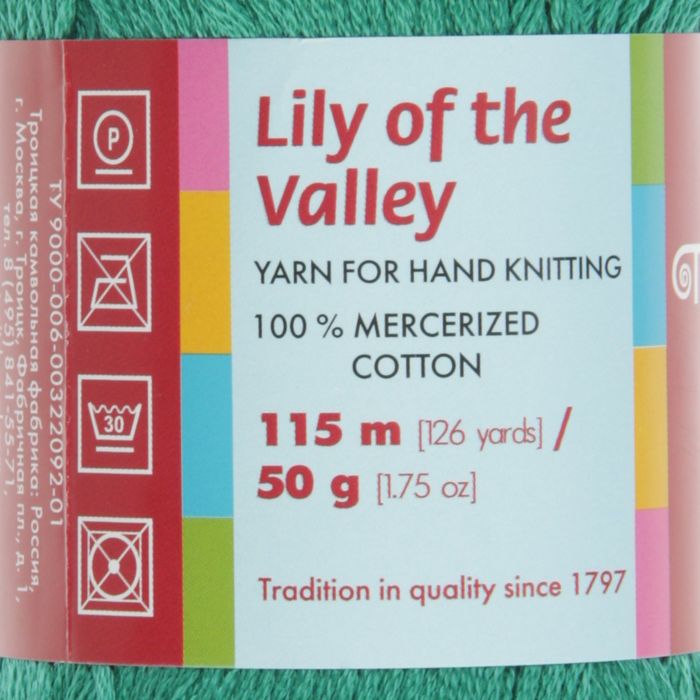 Lily of the
Valley
YARN FOR HAND KNITTING
100 % MERCERIZED
COTTON
115 m [126 yards] /
50 g [1.75 oz]
Tradition in quality since 1797
P
30
ТУ 9000-006-00322092-01
Троицкая камвольная фабрика: Россия,
г. Москва, г. Троицк, Фабричная пл., д. 1,
тел. 8 (495) 841-55-71,